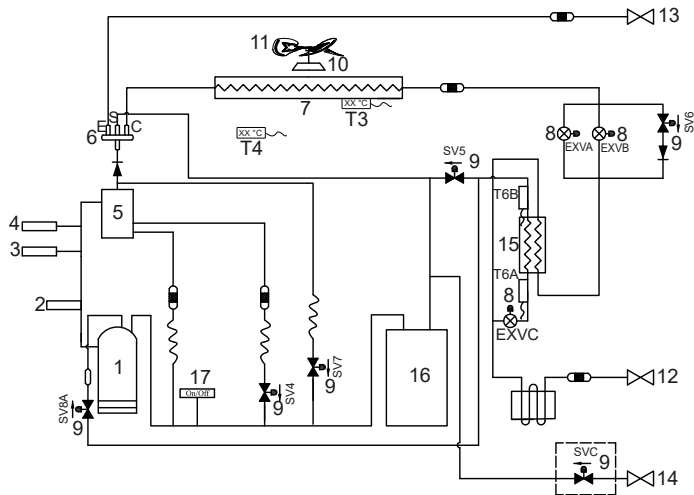 13
11
10
E
S
C
7
XX °C
T3
6
XX °C
T4
8
EXVA
8
EXVB
SV6
9
SV5
9
T6B
4
5
3
15
T6A
2
8
EXVC
1
17
On/Off
SV4
9
SV7
9
16
12
SV8A
9
SVC
9
14